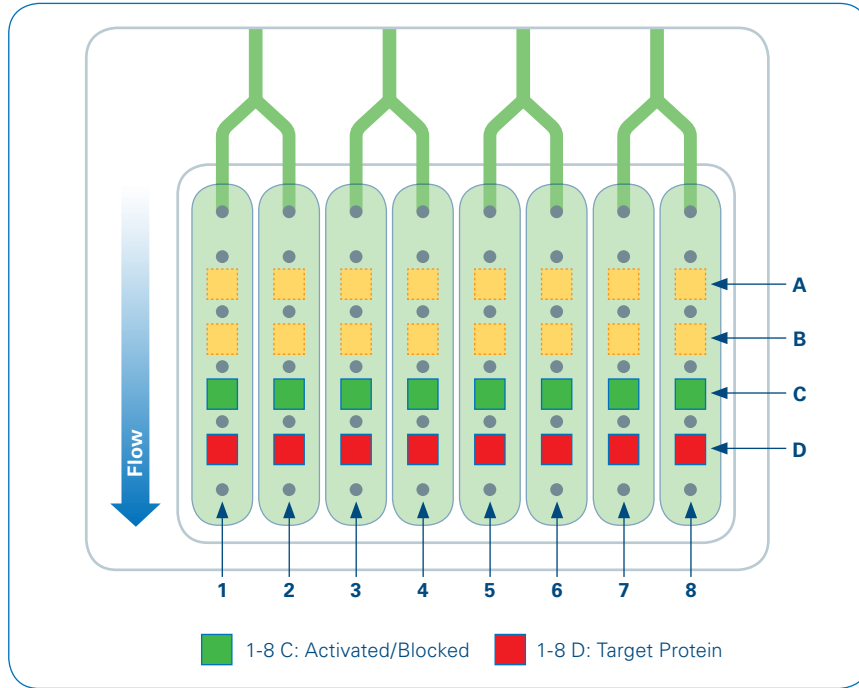 A
B
C
D
Flow
1 2 3 4 5 6 7 8
1-8 C: Activated/Blocked
1-8 D: Target Protein